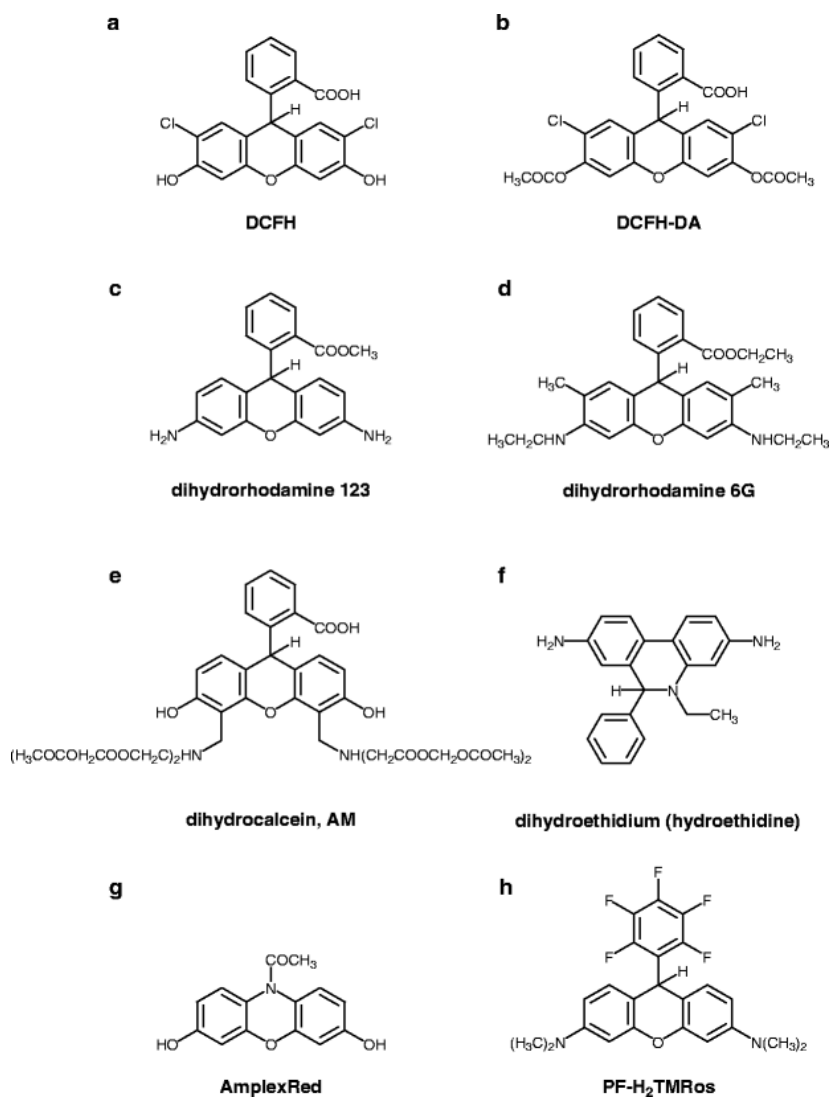 a
COOH
H
Cl
Cl
HO
O
OH
DCFH
b
COOH
H
Cl
Cl
H₃COCO
O
OCOCH₃
DCFH-DA
c
COOCH₃
H
H₂N
O
NH₂
dihydrorhodamine 123
d
COOCH₂CH₃
H
H₃C
CH₃
H₃CH₂CHN
O
NHCH₂CH₃
dihydrorhodamine 6G
e
COOH
H
HO
O
OH
(H₃COCOH₂COOCH₂C)₂HN
NH(CH₂COOCH₂OCOCH₃)₂
dihydrocalcein, AM
f
H₂N
NH₂
H
N
CH₃
dihydroethidium (hydroethidine)
g
COCH₃
N
HO
O
OH
AmplexRed
h
F
F
F
F
F
H
(H₃C)₂N
O
N(CH₃)₂
PF-H₂TMRos